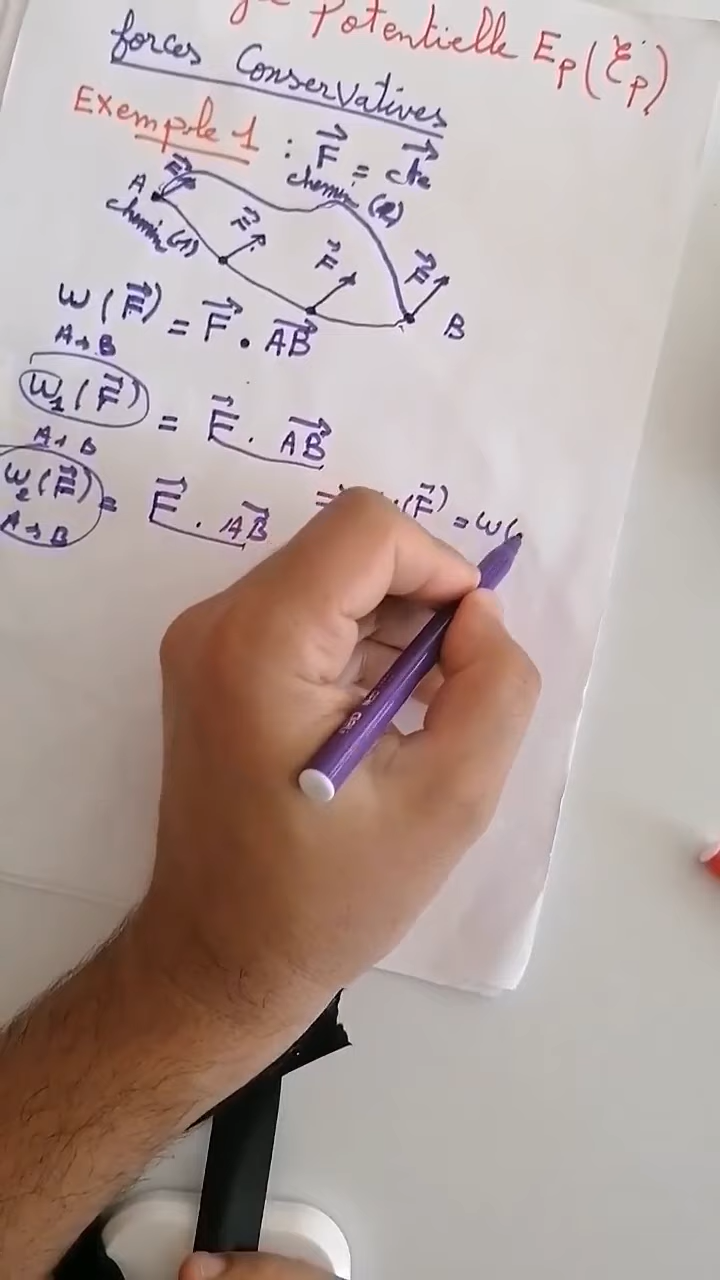 Potentielle Ep(Ep)
forces Conservatives
Exemple 1 : F⃗ = cte⃗
chemin (2)
A F⃗
chemin (1) F⃗ F⃗ F⃗ B
W(F⃗) = F⃗ . AB⃗
A→B
W1(F⃗) = F⃗ . AB⃗
A→B
W2(F⃗) = F⃗ . AB⃗ ⇒ (F⃗) = W(
A→B